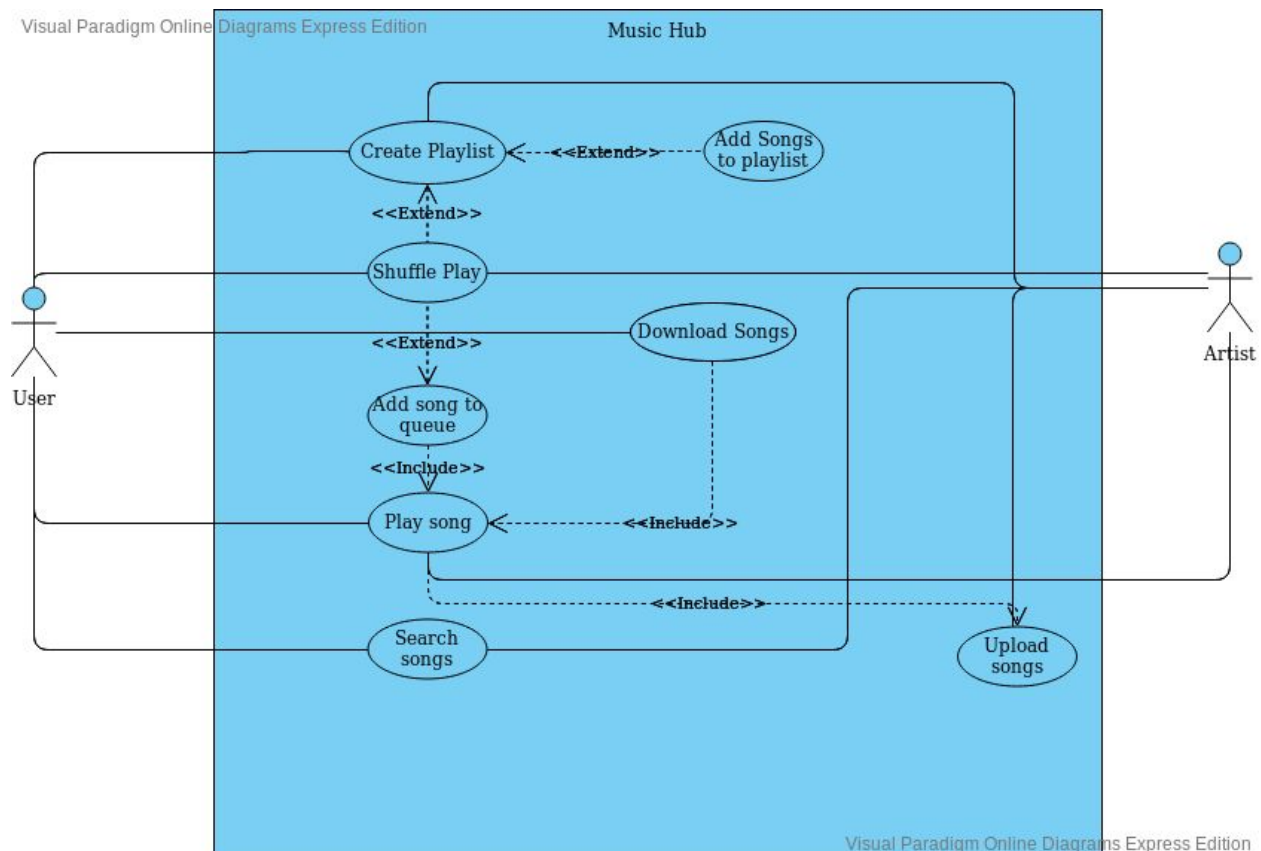 Visual Paradigm Online Diagrams Express Edition
Music Hub
Create Playlist
<<Extend>>
Add Songs
to playlist
<<Extend>>
Shuffle Play
Download Songs
<<Extend>>
User
Artist
Add song to
queue
<<Include>>
Play song
<<Include>>
<<Include>>
Search
songs
Upload
songs
Visual Paradigm Online Diagrams Express Edition